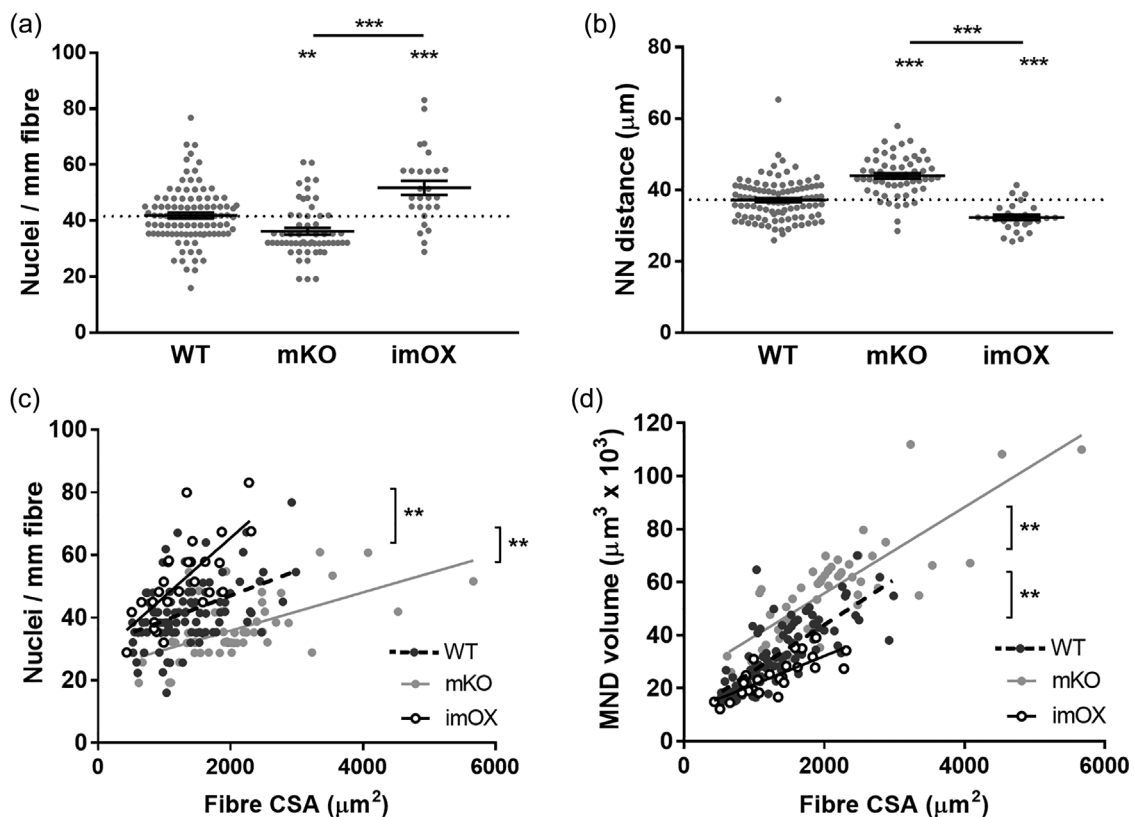 (a)
Nuclei / mm fibre
100
80
60
40
20
0
**
***
***
WT
mKO
imOX
(b)
NN distance (μm)
80
60
40
20
0
***
***
***
WT
mKO
imOX
(c)
Nuclei / mm fibre
100
80
60
40
20
0
0
2000
4000
6000
Fibre CSA (μm²)
**
**
WT
mKO
imOX
(d)
MND volume (μm³ x 10³)
120
100
80
60
40
20
0
0
2000
4000
6000
Fibre CSA (μm²)
**
**
WT
mKO
imOX